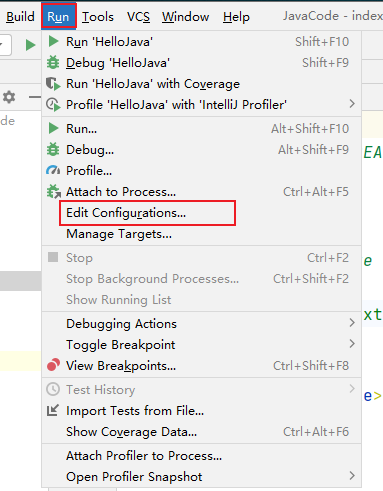 Build Run Tools VCS Window Help JavaCode - index
Run 'HelloJava' Shift+F10
Debug 'HelloJava' Shift+F9
Run 'HelloJava' with Coverage
Profile 'HelloJava' with 'IntelliJ Profiler'
Run... Alt+Shift+F10
Debug... Alt+Shift+F9
Profile...
Attach to Process... Ctrl+Alt+F5
Edit Configurations...
Manage Targets...
Stop Ctrl+F2
Stop Background Processes... Ctrl+Shift+F2
Show Running List
Debugging Actions
Toggle Breakpoint
View Breakpoints... Ctrl+Shift+F8
Test History
Import Tests from File...
Show Coverage Data... Ctrl+Alt+F6
Attach Profiler to Process...
Open Profiler Snapshot
de
EA
e
xt
e>